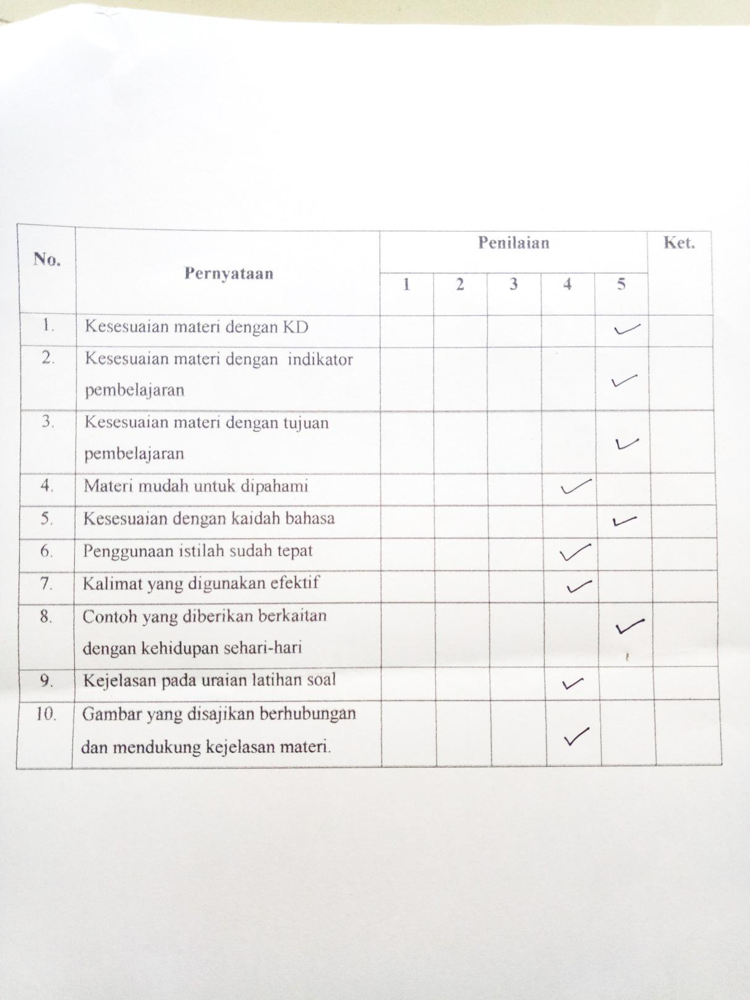 No. Pernyataan Penilaian Ket.
1 2 3 4 5
1. Kesesuaian materi dengan KD ✓
2. Kesesuaian materi dengan indikator
pembelajaran ✓
3. Kesesuaian materi dengan tujuan
pembelajaran ✓
4. Materi mudah untuk dipahami ✓
5. Kesesuaian dengan kaidah bahasa ✓
6. Penggunaan istilah sudah tepat ✓
7. Kalimat yang digunakan efektif ✓
8. Contoh yang diberikan berkaitan ✓
dengan kehidupan sehari-hari
9. Kejelasan pada uraian latihan soal ✓
10. Gambar yang disajikan berhubungan
dan mendukung kejelasan materi. ✓